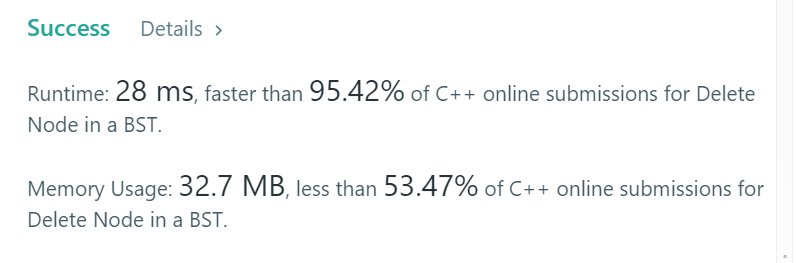 Success Details >
Runtime: 28 ms, faster than 95.42% of C++ online submissions for Delete
Node in a BST.
Memory Usage: 32.7 MB, less than 53.47% of C++ online submissions for
Delete Node in a BST.